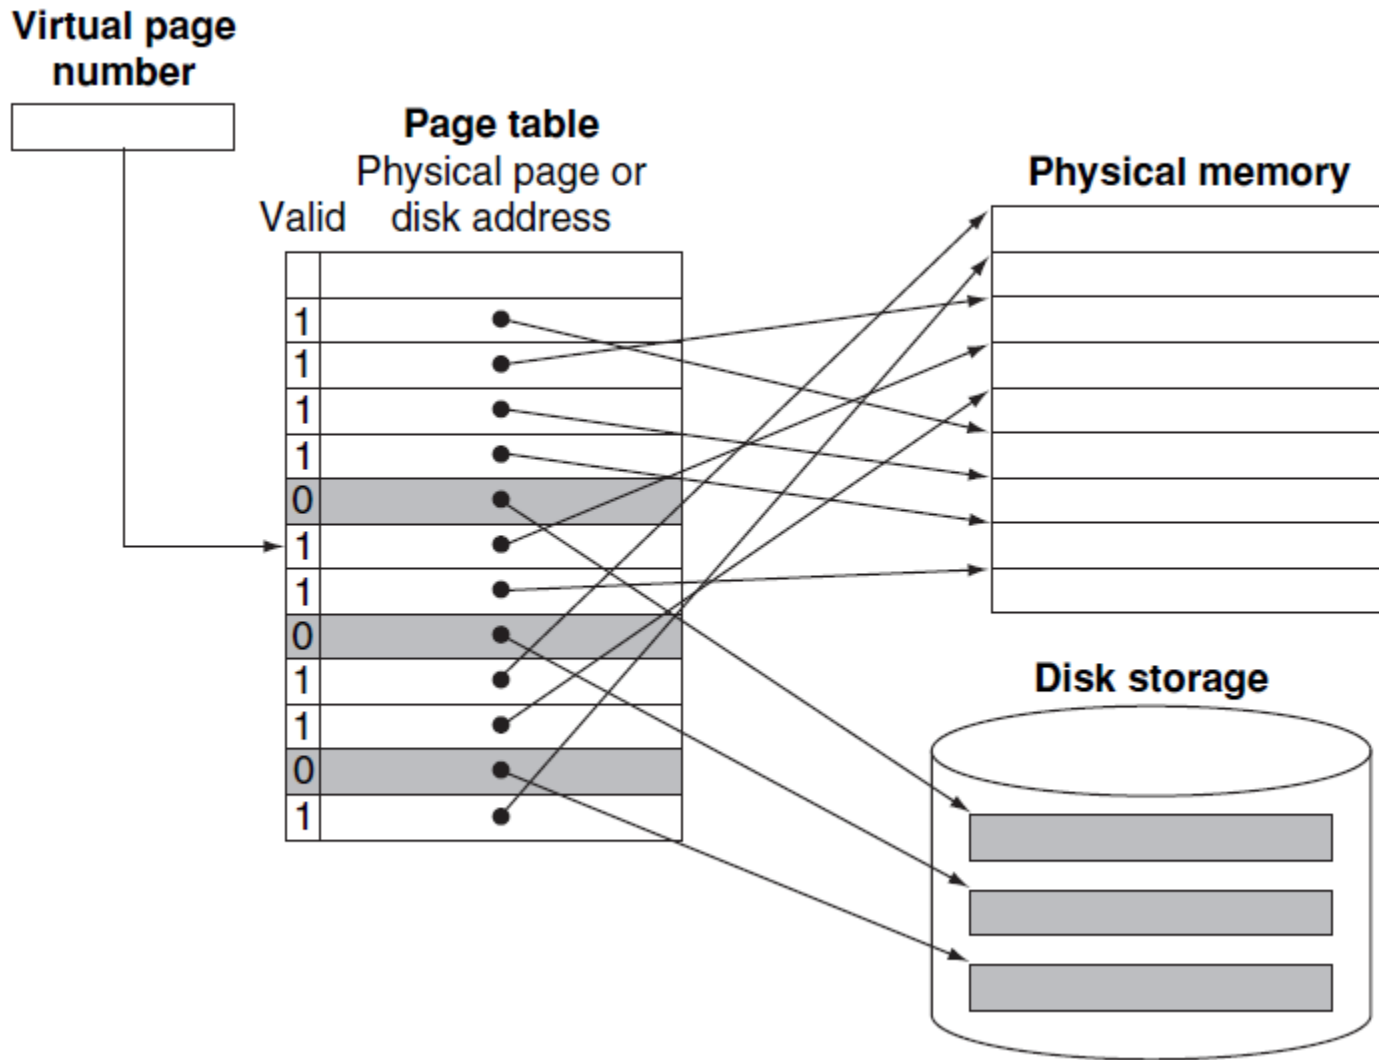 Virtual page
number
Page table
Physical page or
Valid disk address
Physical memory
1
1
1
1
0
1
1
0
1
1
0
1
Disk storage